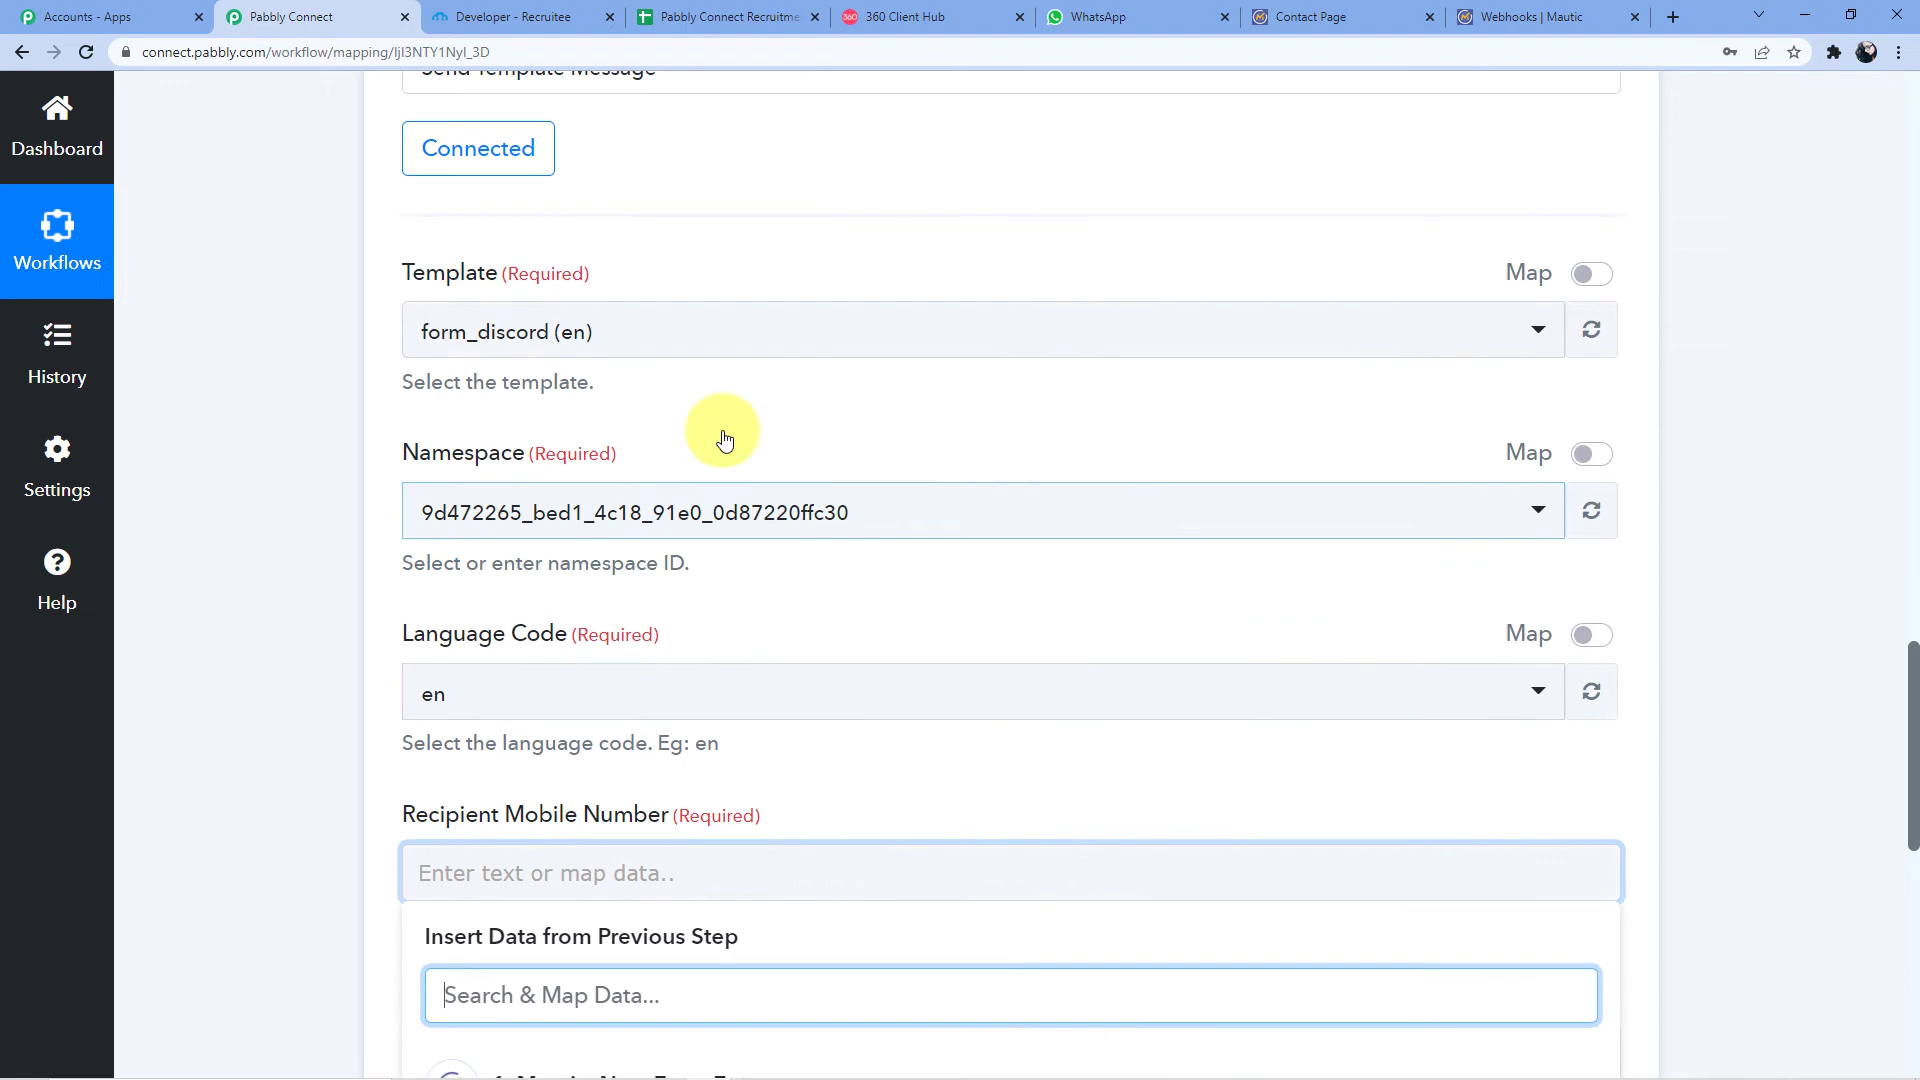 Accounts - Apps
Pabbly Connect
Developer - Recruitee
Pabbly Connect Recruitme
360 Client Hub
WhatsApp
Contact Page
Webhooks | Mautic
connect.pabbly.com/workflow/mapping/IjI3NTY1NyI_3D
Send Template Message
Connected
Dashboard
Workflows
History
Settings
Help
Template (Required)
Map
form_discord (en)
Select the template.
Namespace (Required)
Map
9d472265_bed1_4c18_91e0_0d87220ffc30
Select or enter namespace ID.
Language Code (Required)
Map
en
Select the language code. Eg: en
Recipient Mobile Number (Required)
Enter text or map data..
Insert Data from Previous Step
Search & Map Data...